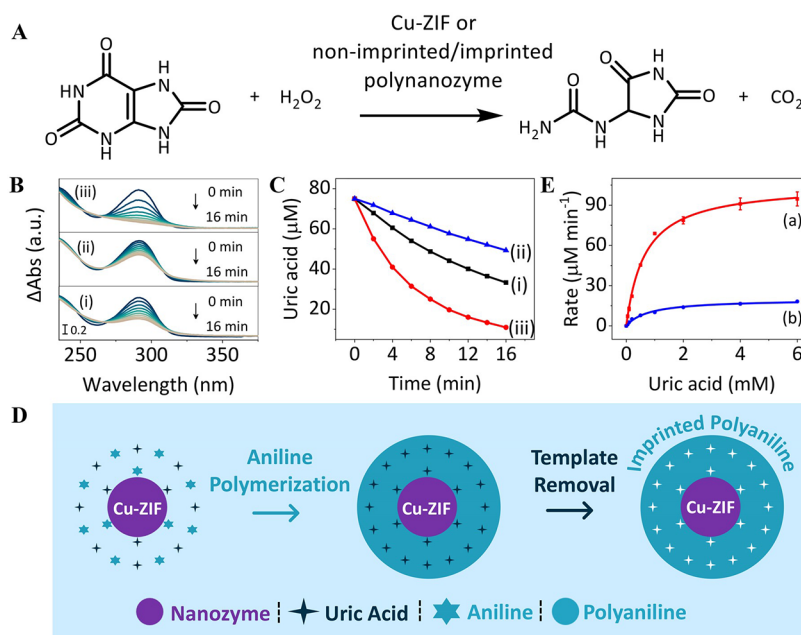 A
Cu-ZIF or
non-imprinted/imprinted
polynanozyme
O
NH
O
N
H
H
N
N
H
O
+ H₂O₂
H₂N
O
N
H
O
H
N
N
H
O
+ CO₂
B
(iii)
0 min
16 min
(ii)
0 min
16 min
(i)
0 min
16 min
0.2
ΔAbs (a.u.)
250 300 350
Wavelength (nm)
C
80
60
40
20
Uric acid (μM)
(ii)
(i)
(iii)
0 4 8 12 16
Time (min)
E
90
60
30
0
Rate (μM min⁻¹)
(a)
(b)
0 2 4 6
Uric acid (mM)
D
Cu-ZIF
Aniline
Polymerization
Cu-ZIF
Template
Removal
Imprinted Polyaniline
Cu-ZIF
Nanozyme Uric Acid Aniline Polyaniline